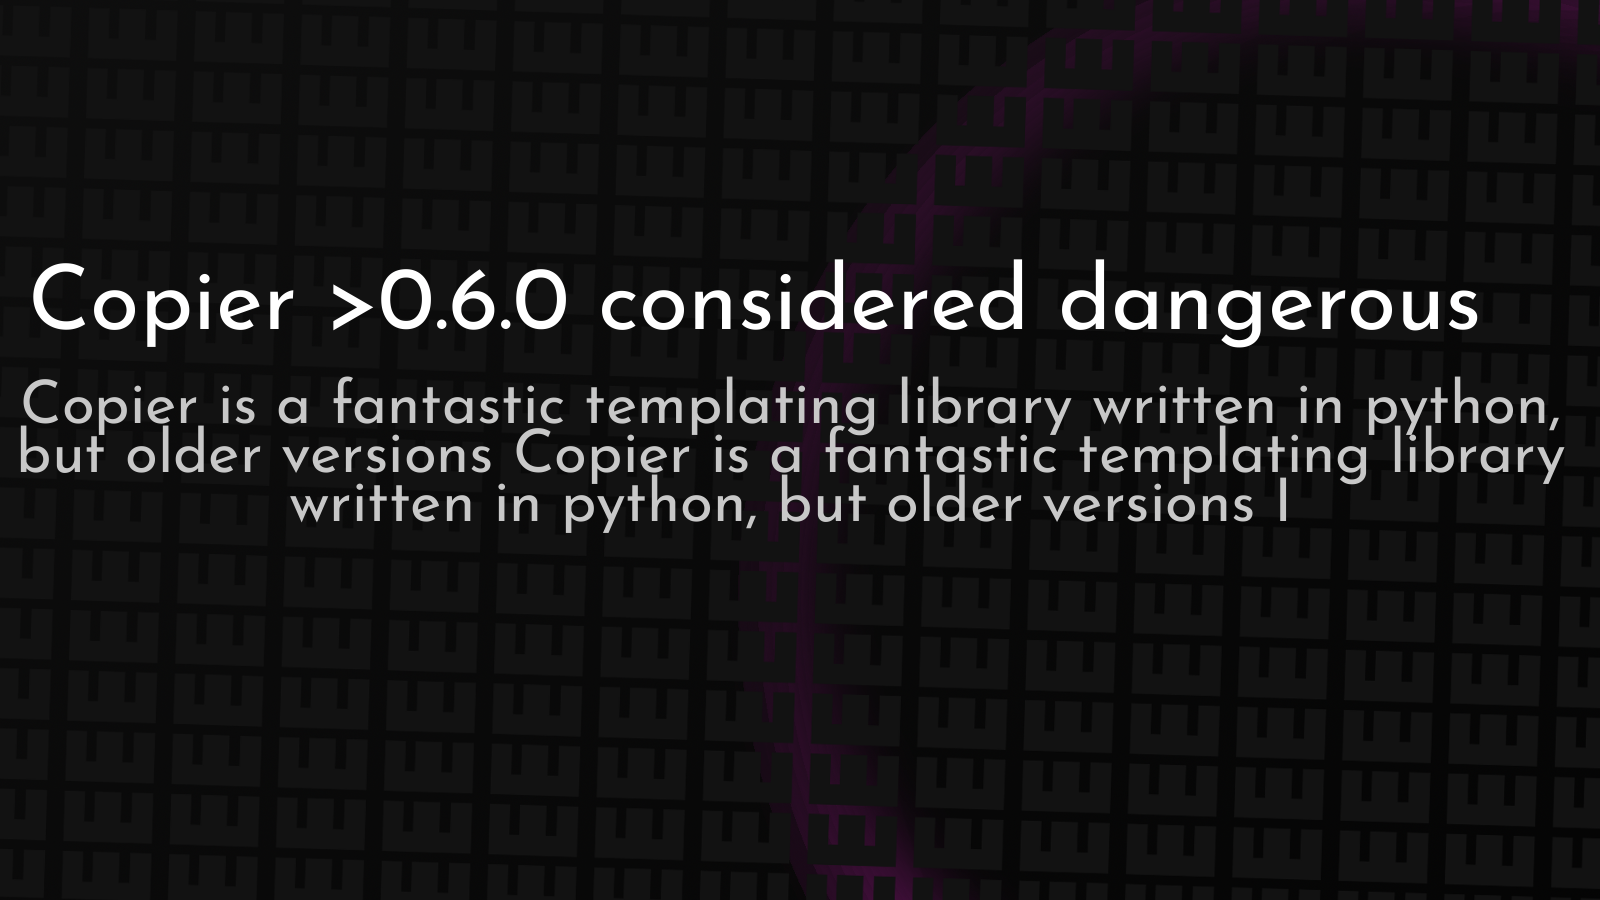 Copier >0.6.0 considered dangerous
Copier is a fantastic templating library written in python,
but older versions Copier is a fantastic templating library
written in python, but older versions I